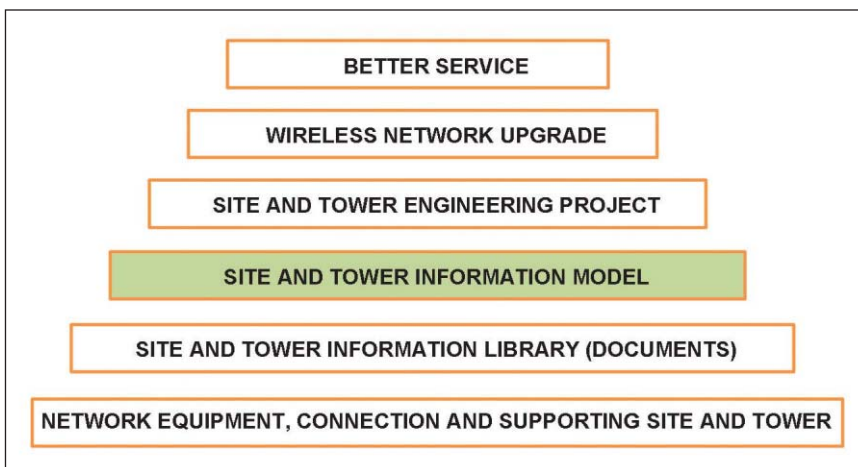 BETTER SERVICE
WIRELESS NETWORK UPGRADE
SITE AND TOWER ENGINEERING PROJECT
SITE AND TOWER INFORMATION MODEL
SITE AND TOWER INFORMATION LIBRARY (DOCUMENTS)
NETWORK EQUIPMENT, CONNECTION AND SUPPORTING SITE AND TOWER